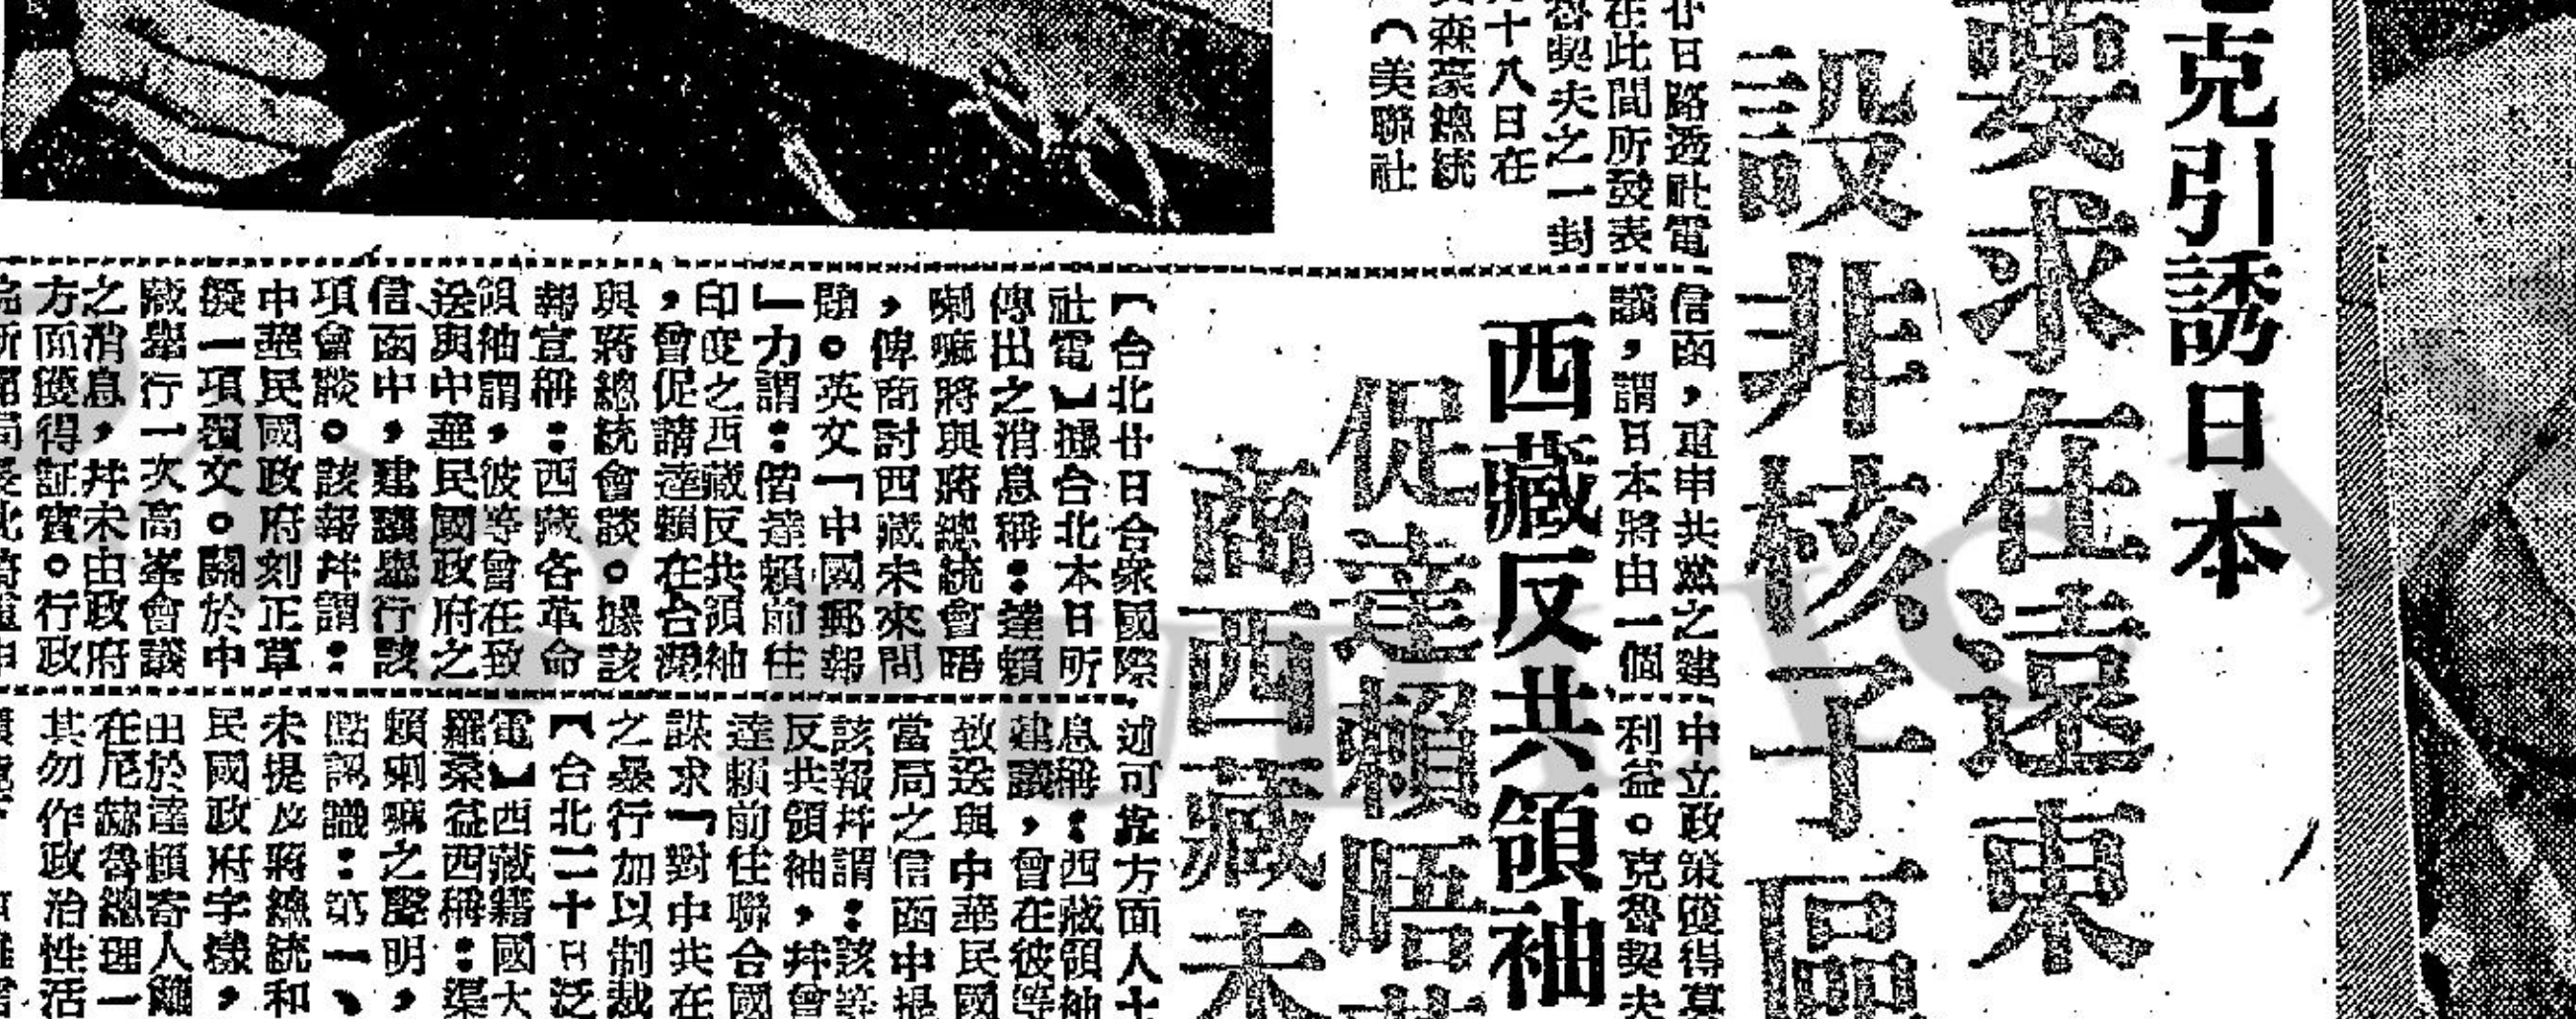 克引誘日本
要求在遠東
設非核子區
日路透社電
在此間所發表
魯契夫之一封
十八日在
森豪總統
（美聯社
信函，重申共黨之建
議，謂日本將由一個
中立政策獲得
利益。克魯契夫
西藏反共領袖
促達賴晤
商西藏未
【台北廿日合衆國際
社電】據台北本日所
傳出之消息稱：達賴
喇嘛將與蔣總統會晤
，俾商討西藏未來問
題。英文「中國郵報
」力謂：偕達賴前往
印度之西藏反共領袖
，曾促請達賴在台灣
與蔣總統會談。據該
報宣稱：西藏各革命
領袖謂，彼等曾在致
送與中華民國政府之
信函中，建議舉行該
項會談。該報幷謂：
中華民國政府刻正草
擬一項覆文。關於中
藏舉行一次高峯會議
之消息，幷未由政府
方面獲得証實。行政
述可靠方面人士
息稱：西藏領袖
建議，曾在彼等
致送與中華民國
當局之信函中提
該報幷謂：該等
反共領袖，幷曾
達賴前往聯合國
謀求「對中共在
之暴行加以制裁
【台北二十日泛
電】西藏籍國大
羅桑益西稱：渠
賴喇嘛之聲明，
點認識：第一、
未提及蔣總統和
民國政府字樣，
由於達賴寄人籬
在尼赫魯總理一
其勿作政治性活